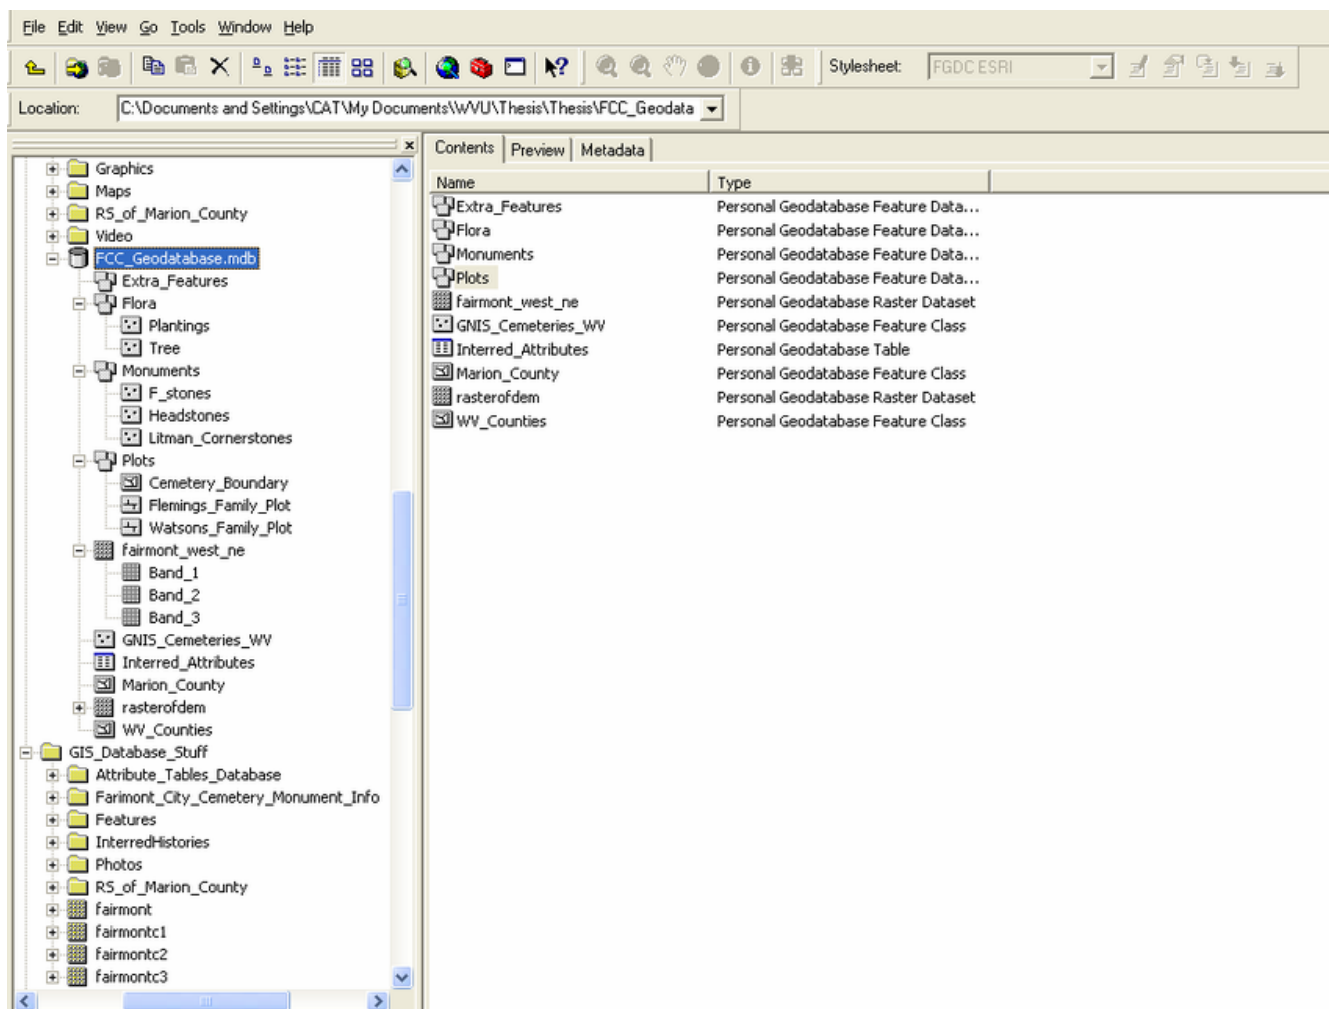 File Edit View Go Tools Window Help
Stylesheet: FGDC ESRI
Location: C:\Documents and Settings\CAT\My Documents\WVU\Thesis\Thesis\FCC_Geodata
Graphics
Maps
RS_of_Marion_County
Video
FCC_Geodatabase.mdb
Extra_Features
Flora
Plantings
Tree
Monuments
F_stones
Headstones
Litman_Cornerstones
Plots
Cemetery_Boundary
Flemings_Family_Plot
Watsons_Family_Plot
fairmont_west_ne
Band_1
Band_2
Band_3
GNIS_Cemeteries_WV
Interred_Attributes
Marion_County
rasterofdem
WV_Counties
GIS_Database_Stuff
Attribute_Tables_Database
Farimont_City_Cemetery_Monument_Info
Features
InterredHistories
Photos
RS_of_Marion_County
fairmont
fairmontc1
fairmontc2
fairmontc3
Contents Preview Metadata
Name Type
Extra_Features Personal Geodatabase Feature Data...
Flora Personal Geodatabase Feature Data...
Monuments Personal Geodatabase Feature Data...
Plots Personal Geodatabase Feature Data...
fairmont_west_ne Personal Geodatabase Raster Dataset
GNIS_Cemeteries_WV Personal Geodatabase Feature Class
Interred_Attributes Personal Geodatabase Table
Marion_County Personal Geodatabase Feature Class
rasterofdem Personal Geodatabase Raster Dataset
WV_Counties Personal Geodatabase Feature Class